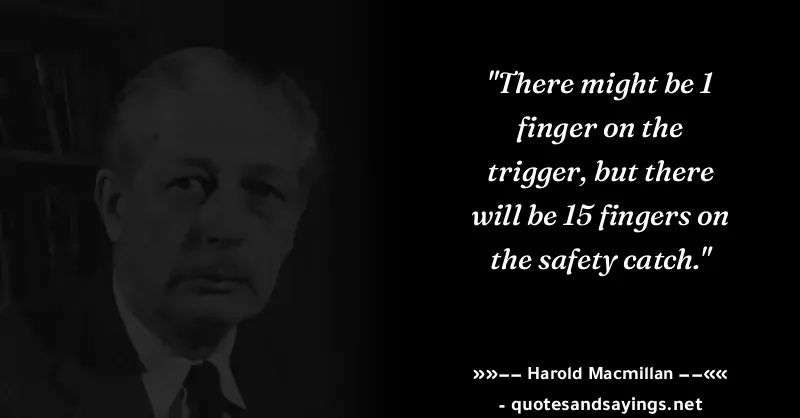 "There might be 1
finger on the
trigger, but there
will be 15 fingers on
the safety catch."
»»–– Harold Macmillan ––««
- quotesandsayings.net